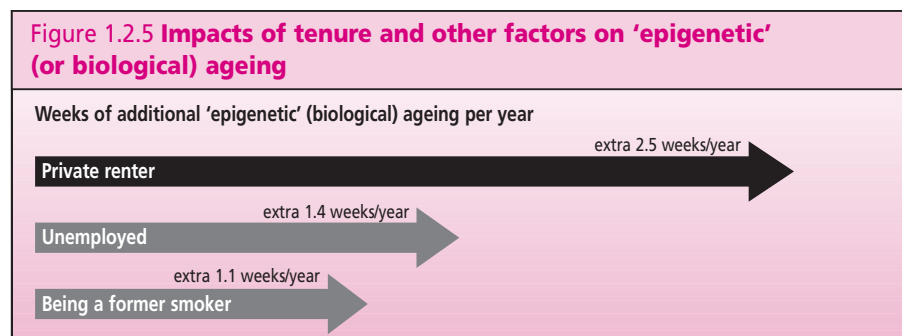 Figure 1.2.5 Impacts of tenure and other factors on ‘epigenetic’
(or biological) ageing
Weeks of additional ‘epigenetic’ (biological) ageing per year
extra 2.5 weeks/year
Private renter
extra 1.4 weeks/year
Unemployed
extra 1.1 weeks/year
Being a former smoker